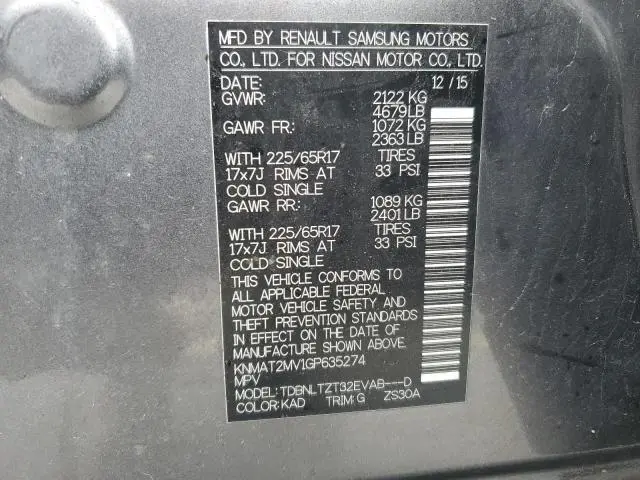 MFD BY RENAULT SAMSUNG MOTORS
CO., LTD. FOR NISSAN MOTOR CO., LTD.
DATE: 12 / 15
GVWR: 2122 KG
4679 LB
GAWR FR: 1072 KG
2363 LB
WITH 225/65R17 TIRES
17x7J RIMS AT 33 PSI
COLD SINGLE
GAWR RR: 1089 KG
2401 LB
WITH 225/65R17 TIRES
17x7J RIMS AT 33 PSI
COLD SINGLE
THIS VEHICLE CONFORMS TO
ALL APPLICABLE FEDERAL
MOTOR VEHICLE SAFETY AND
THEFT PREVENTION STANDARDS
IN EFFECT ON THE DATE OF
MANUFACTURE SHOWN ABOVE.
KNMAT2MV1GP635274
MPV
MODEL: TDBNLTZT32EVAB---D
COLOR: KAD TRIM: G ZS30A